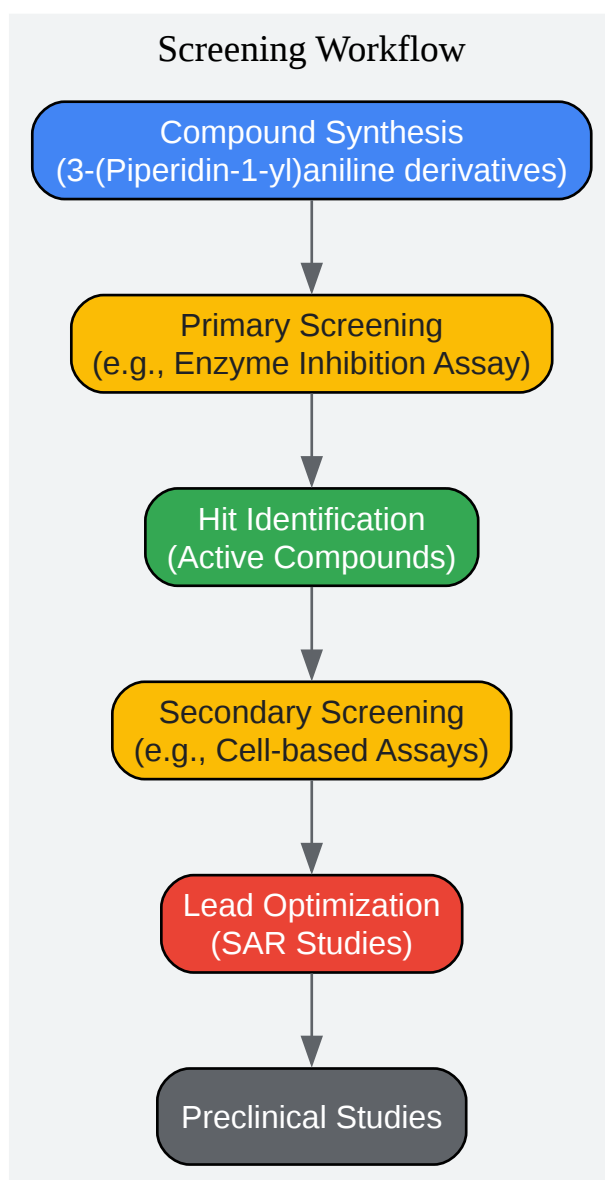 Screening Workflow
Compound Synthesis
(3-(Piperidin-1-yl)aniline derivatives)
Primary Screening
(e.g., Enzyme Inhibition Assay)
Hit Identification
(Active Compounds)
Secondary Screening
(e.g., Cell-based Assays)
Lead Optimization
(SAR Studies)
Preclinical Studies